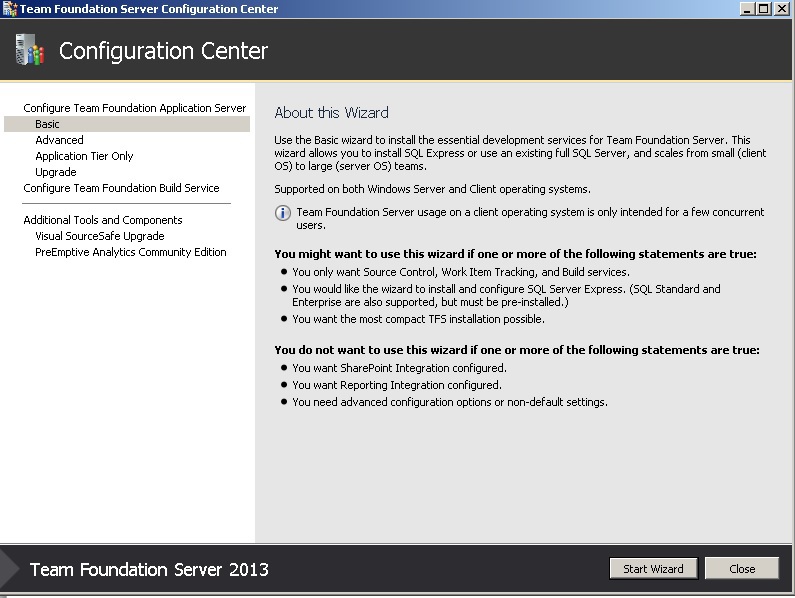 Team Foundation Server Configuration Center
Configuration Center
Configure Team Foundation Application Server
Basic
Advanced
Application Tier Only
Upgrade
Configure Team Foundation Build Service
Additional Tools and Components
Visual SourceSafe Upgrade
PreEmptive Analytics Community Edition
About this Wizard
Use the Basic wizard to install the essential development services for Team Foundation Server. This
wizard allows you to install SQL Express or use an existing full SQL Server, and scales from small (client
OS) to large (server OS) teams.
Supported on both Windows Server and Client operating systems.
Team Foundation Server usage on a client operating system is only intended for a few concurrent
users.
You might want to use this wizard if one or more of the following statements are true:
You only want Source Control, Work Item Tracking, and Build services.
You would like the wizard to install and configure SQL Server Express. (SQL Standard and
Enterprise are also supported, but must be pre-installed.)
You want the most compact TFS installation possible.
You do not want to use this wizard if one or more of the following statements are true:
You want SharePoint Integration configured.
You want Reporting Integration configured.
You need advanced configuration options or non-default settings.
Team Foundation Server 2013
Start Wizard
Close